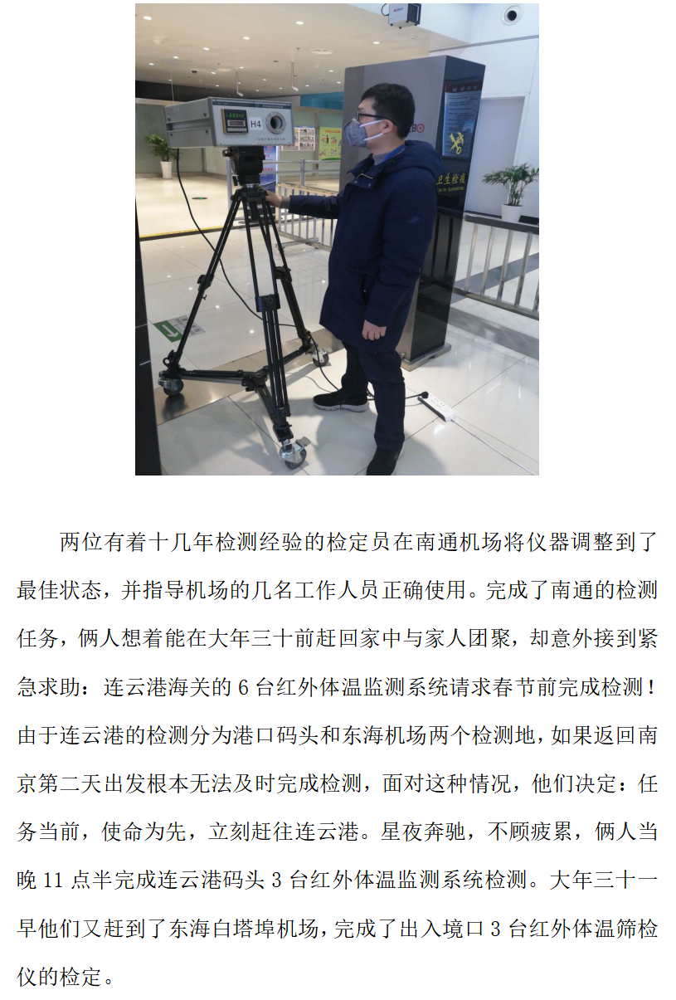 H4
卫生检疫
两位有着十几年检测经验的检定员在南通机场将仪器调整到了
最佳状态，并指导机场的几名工作人员正确使用。完成了南通的检测
任务，俩人想着能在大年三十前赶回家中与家人团聚，却意外接到紧
急求助：连云港海关的 6 台红外体温监测系统请求春节前完成检测！
由于连云港的检测分为港口码头和东海机场两个检测地，如果返回南
京第二天出发根本无法及时完成检测，面对这种情况，他们决定：任
务当前，使命为先，立刻赶往连云港。星夜奔驰，不顾疲累，俩人当
晚 11 点半完成连云港码头 3 台红外体温监测系统检测。大年三十一
早他们又赶到了东海白塔埠机场，完成了出入境口 3 台红外体温筛检
仪的检定。